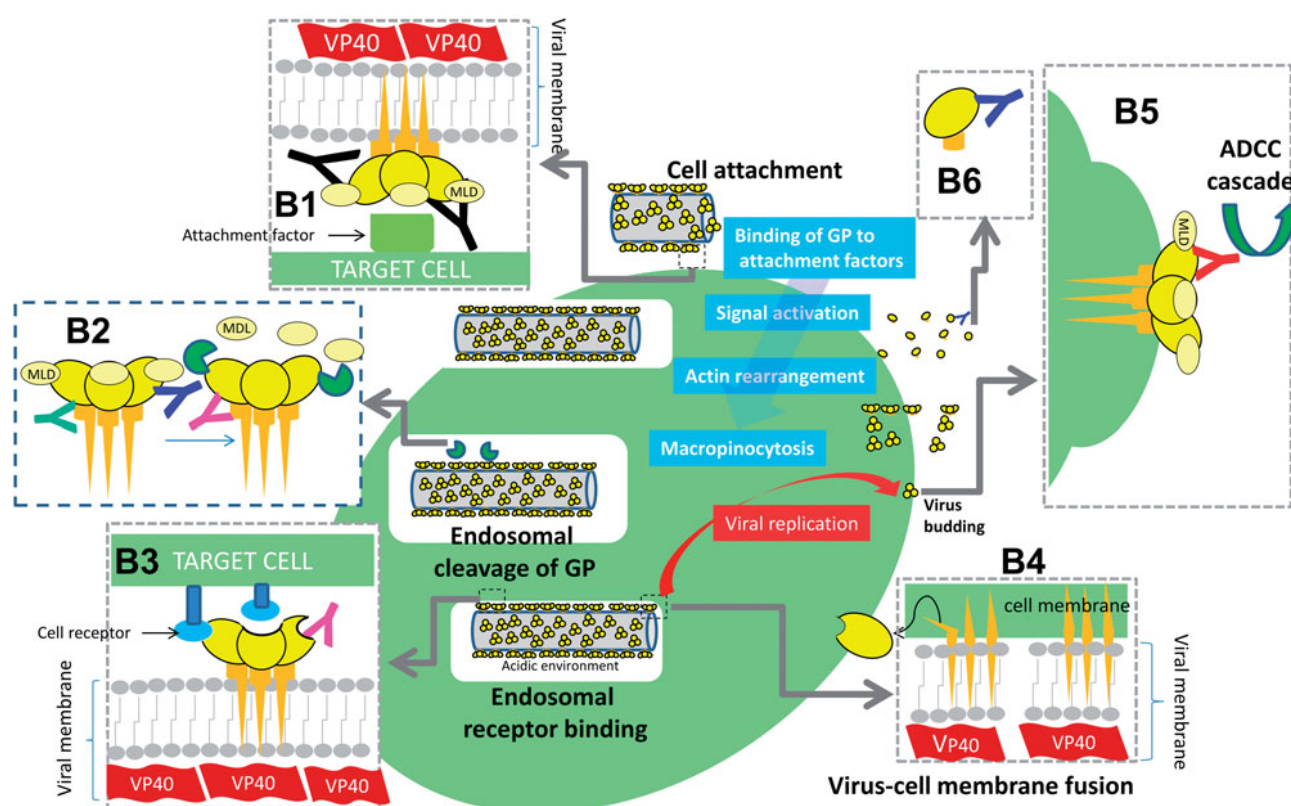 VP40 VP40
Viral membrane
MLD
B1
Attachment factor
TARGET CELL
Cell attachment
Binding of GP to
attachment factors
Signal activation
Actin rearrangement
Macropinocytosis
B6
B5
ADCC
cascade
MLD
B2
MDL
MLD
Endosomal
cleavage of GP
Viral replication
Virus
budding
B3
TARGET CELL
Cell receptor
Viral membrane
VP40 VP40 VP40
Acidic environment
Endosomal
receptor binding
B4
cell membrane
Viral membrane
VP40 VP40
Virus-cell membrane fusion